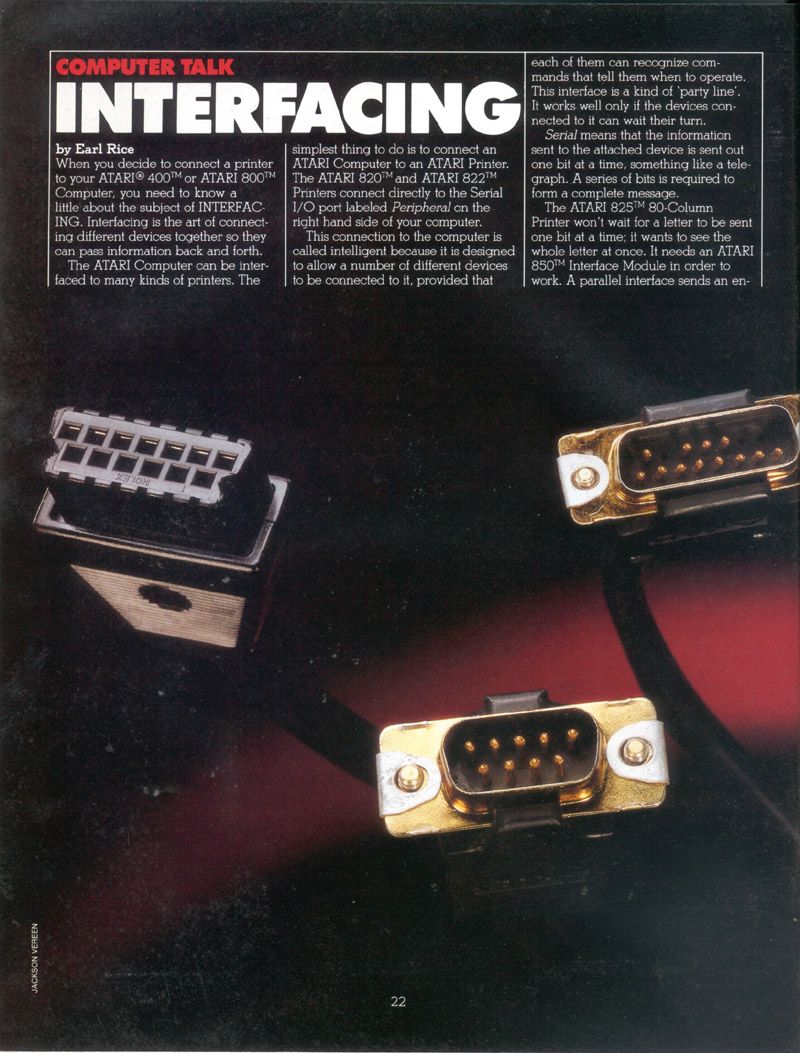 COMPUTER TALK
INTERFACING
by Earl Rice
When you decide to connect a printer
to your ATARI® 400™ or ATARI 800™
Computer, you need to know a
little about the subject of INTERFAC-
ING. Interfacing is the art of connect-
ing different devices together so they
can pass information back and forth.
The ATARI Computer can be inter-
faced to many kinds of printers. The
simplest thing to do is to connect an
ATARI Computer to an ATARI Printer.
The ATARI 820™ and ATARI 822™
Printers connect directly to the Serial
I/O port labeled Peripheral on the
right hand side of your computer.
This connection to the computer is
called intelligent because it is designed
to allow a number of different devices
to be connected to it, provided that
each of them can recognize com-
mands that tell them when to operate.
This interface is a kind of ‘party line’.
It works well only if the devices con-
nected to it can wait their turn.
Serial means that the information
sent to the attached device is sent out
one bit at a time, something like a tele-
graph. A series of bits is required to
form a complete message.
The ATARI 825™ 80-Column
Printer won’t wait for a letter to be sent
one bit at a time; it wants to see the
whole letter at once. It needs an ATARI
850™ Interface Module in order to
work. A parallel interface sends an en-
MOLEX
JACKSON VEREEN
22